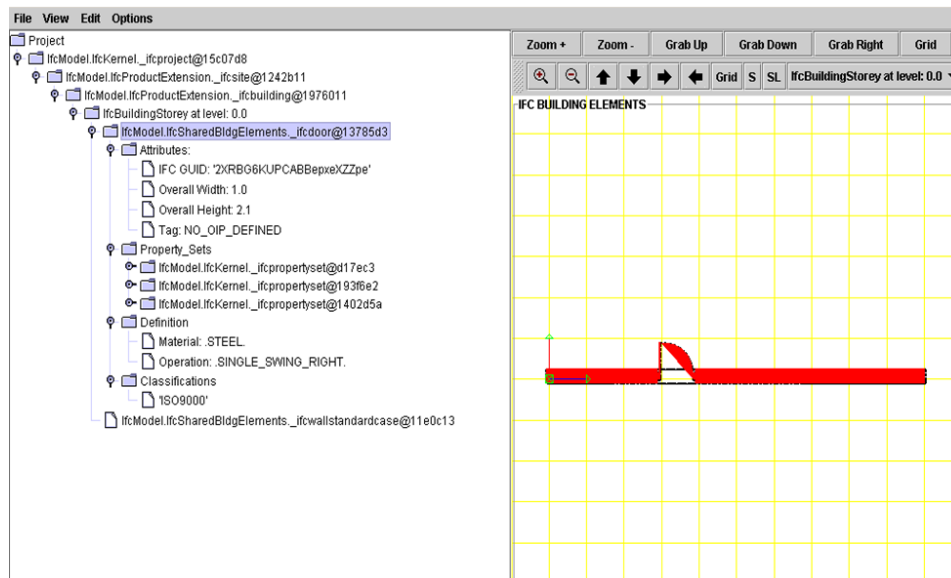 File View Edit Options
Project
IfcModel.IfcKernel._ifcproject@15c07d8
IfcModel.IfcProductExtension._ifcsite@1242b11
IfcModel.IfcProductExtension._ifcbuilding@1976011
IfcBuildingStorey at level: 0.0
IfcModel.IfcSharedBldgElements._ifcdoor@13785d3
Attributes:
IFC GUID: '2XRBG6KUPCABBepxeXZZpe'
Overall Width: 1.0
Overall Height: 2.1
Tag: NO_OIP_DEFINED
Property_Sets
IfcModel.IfcKernel._ifcpropertyset@d17ec3
IfcModel.IfcKernel._ifcpropertyset@193f6e2
IfcModel.IfcKernel._ifcpropertyset@1402d5a
Definition
Material: .STEEL.
Operation: .SINGLE_SWING_RIGHT.
Classifications
'ISO9000'
IfcModel.IfcSharedBldgElements._ifcwallstandardcase@11e0c13
Zoom + Zoom - Grab Up Grab Down Grab Right Grid
Grid S SL IfcBuildingStorey at level: 0.0
IFC BUILDING ELEMENTS